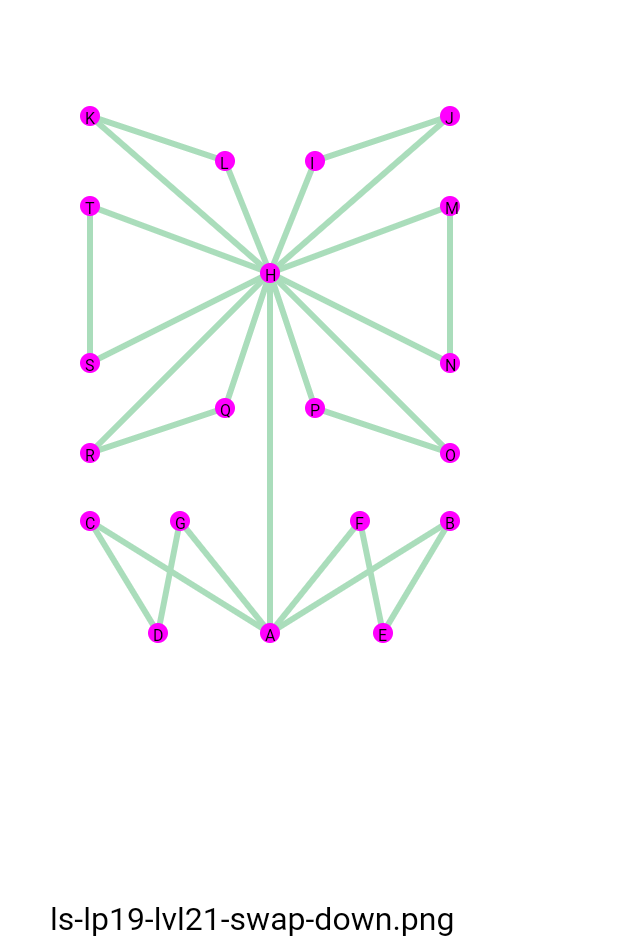 K
J
L I
T M
H
S N
Q P
R O
C G F B
D A E
ls-lp19-lvl21-swap-down.png